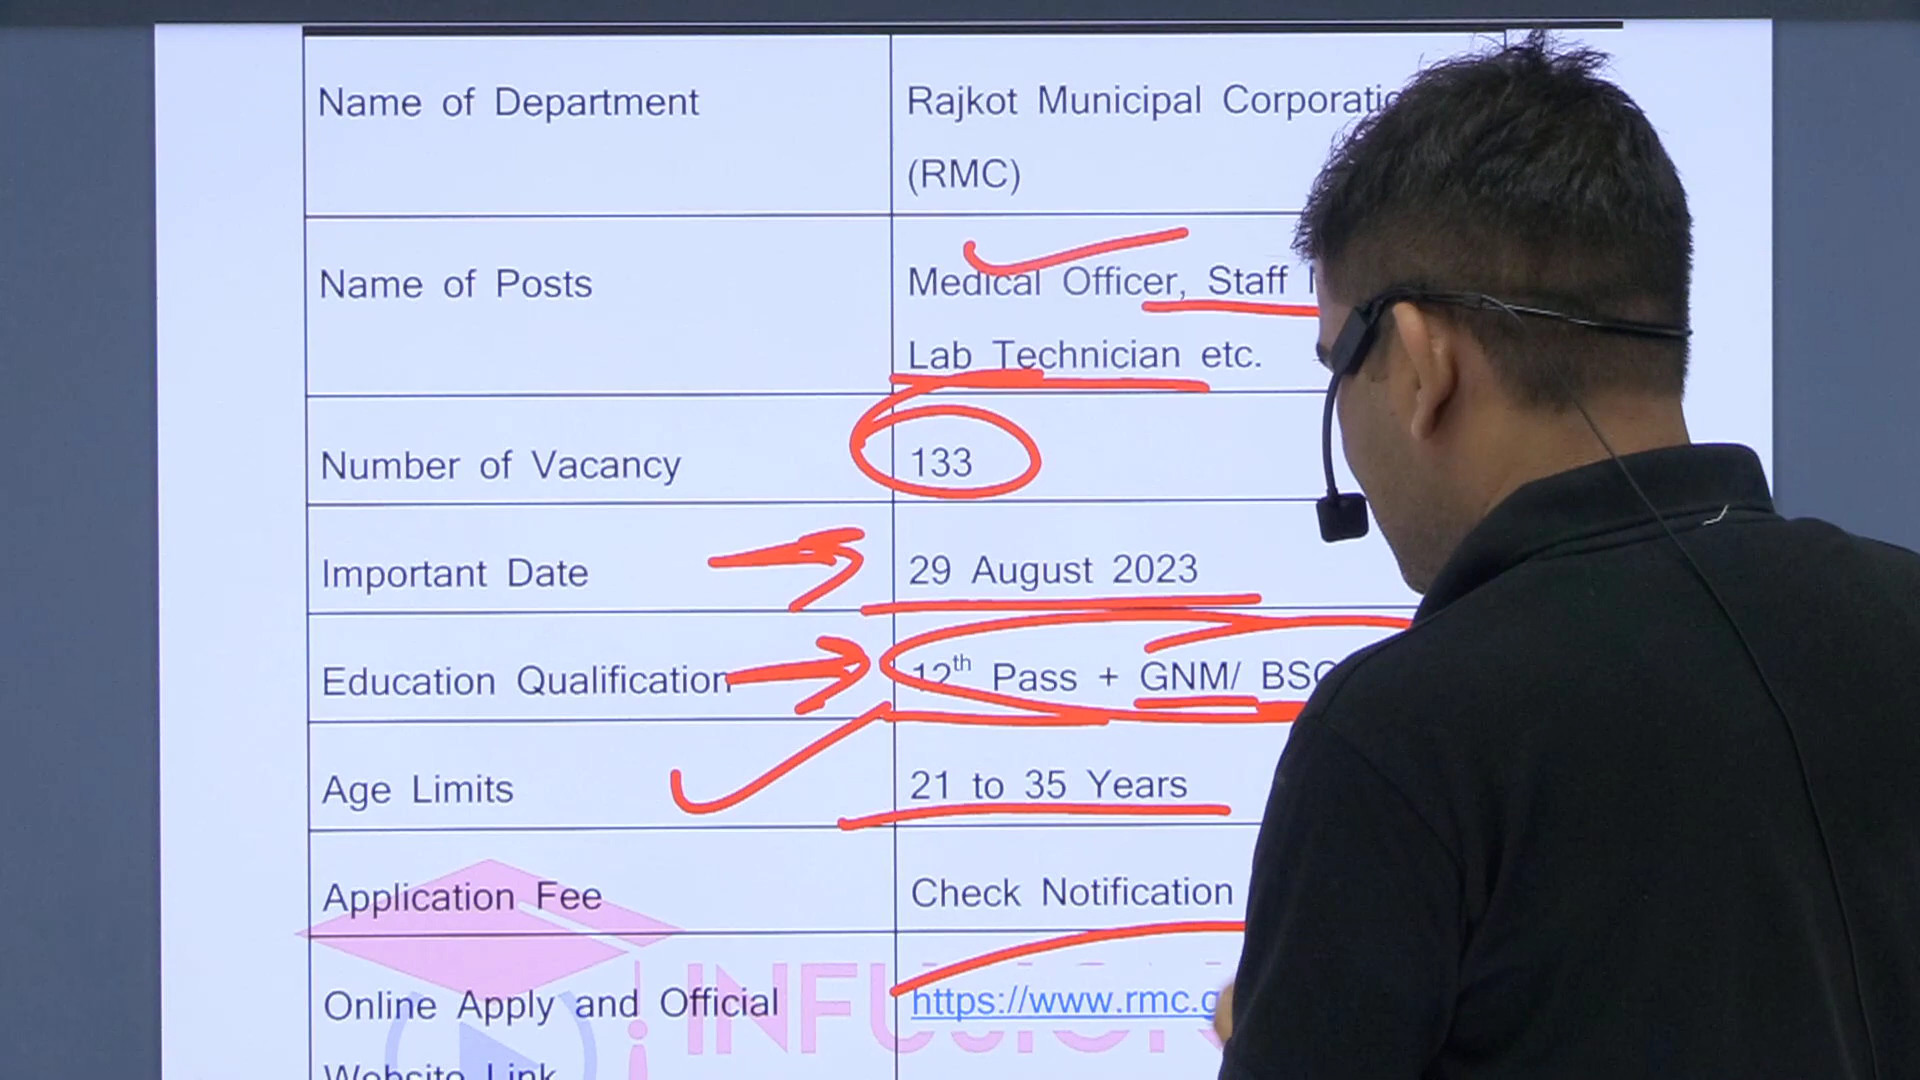 Name of Department
Rajkot Municipal
(RMC)
Name of Posts
Medical Officer, Staff
Lab Technician etc.
Number of Vacancy
133
Important Date
29 August 2023
Education Qualification
12th Pass + GNM/
Age Limits
21 to 35 Years
Application Fee
Check Notification
Online Apply and Official
https://www.rmc.g
Website Link